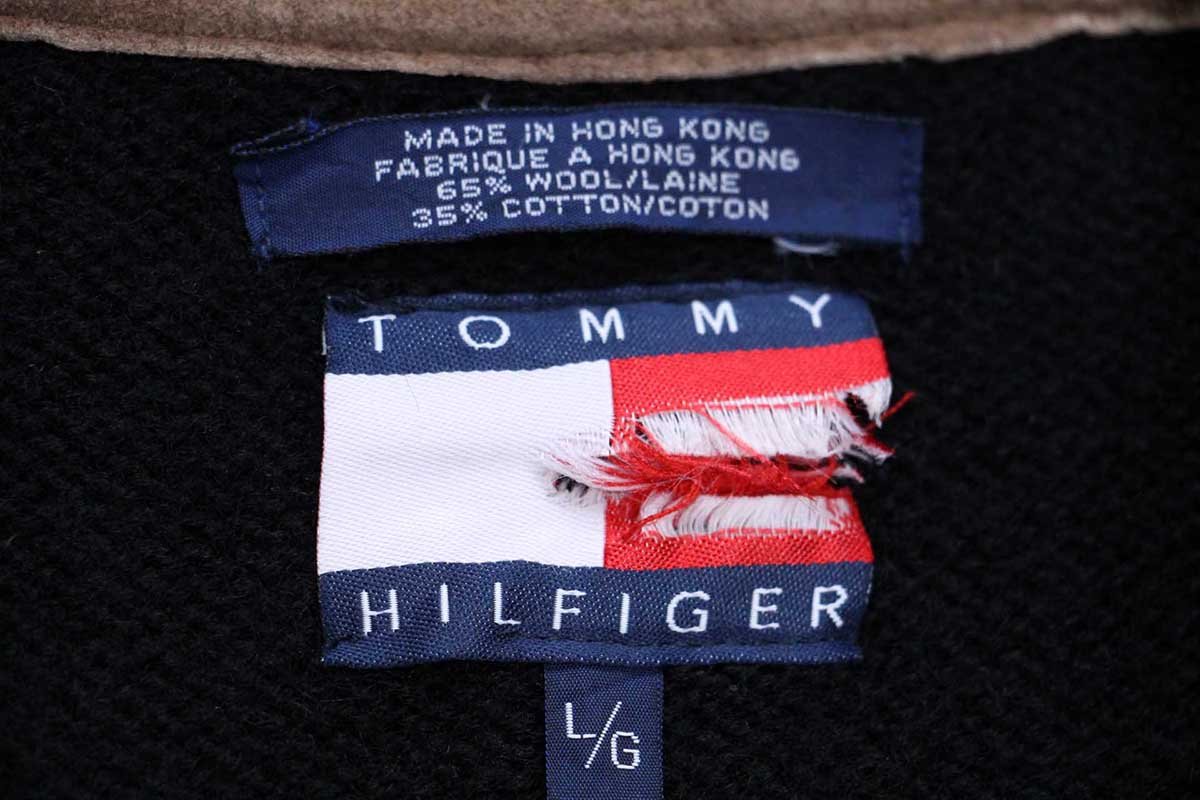 MADE IN HONG KONG
FABRIQUE A HONG KONG
65% WOOL/LAINE
35% COTTON/COTON
TOMMY
HILFIGER
L/G